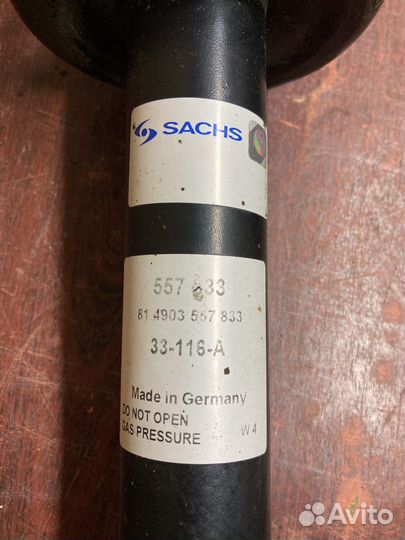 SACHS
557 833
81 4903 557 833
33-116-A
Made in Germany
DO NOT OPEN
GAS PRESSURE W 4
Avito